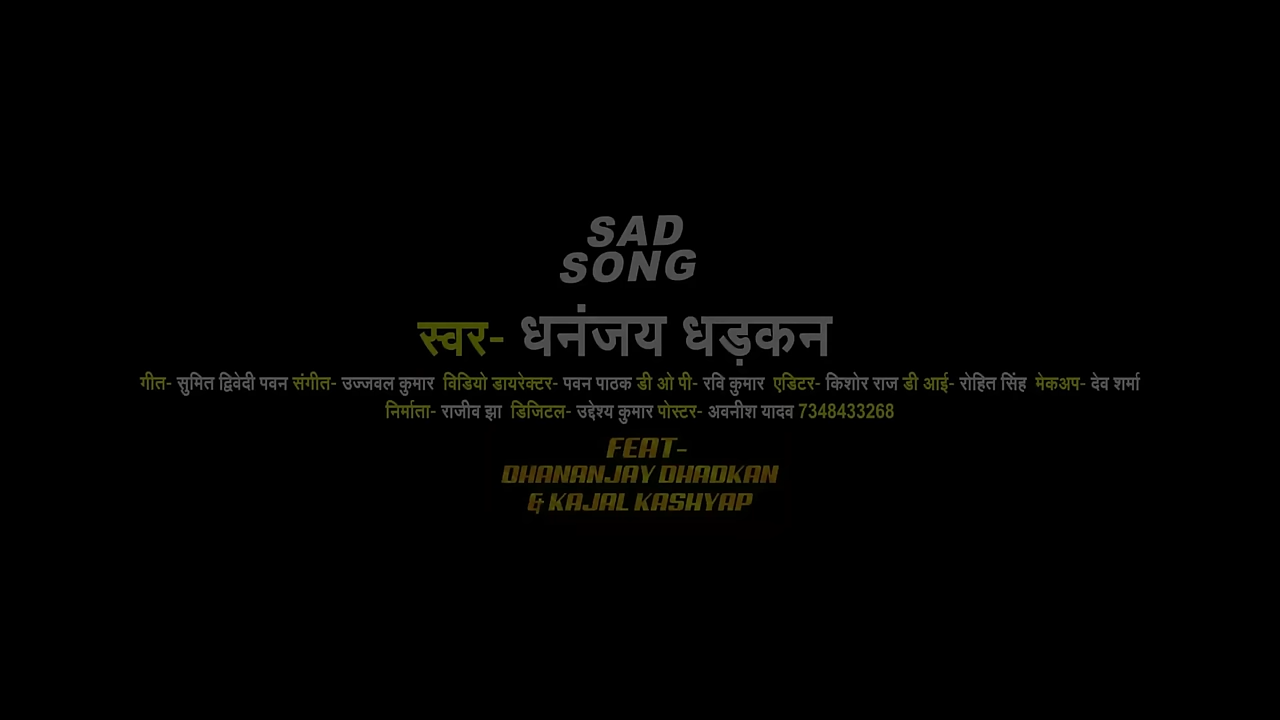 SAD
SONG
स्वर- धनंजय धड़कन
गीत- सुमित द्विवेदी पवन संगीत- उज्जवल कुमार विडियो डायरेक्टर- पवन पाठक डी ओ पी- रवि कुमार एडिटर- किशोर राज डी आई- रोहित सिंह मेकअप- देव शर्मा
निर्माता- राजीव झा डिजिटल- उद्देश्य कुमार पोस्टर- अवनीश यादव 7348433268
FEAT-
DHANANJAY DHADKAN
& KAJAL KASHYAP